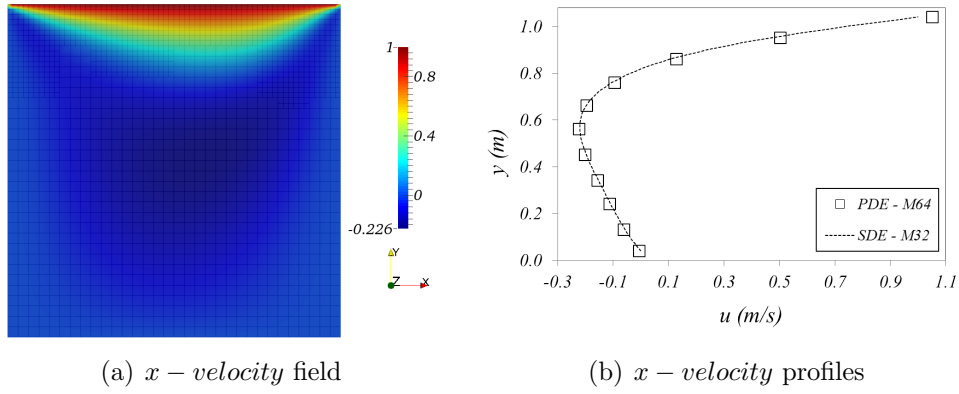 1
0.8
0.4
0
-0.226
Y
Z
X
1.0
0.8
0.6
0.4
0.2
0.0
y (m)
-0.3
-0.1
0.1
0.3
0.5
0.7
0.9
1.1
u (m/s)
PDE - M64
SDE - M32
(a) x − velocity field
(b) x − velocity profiles